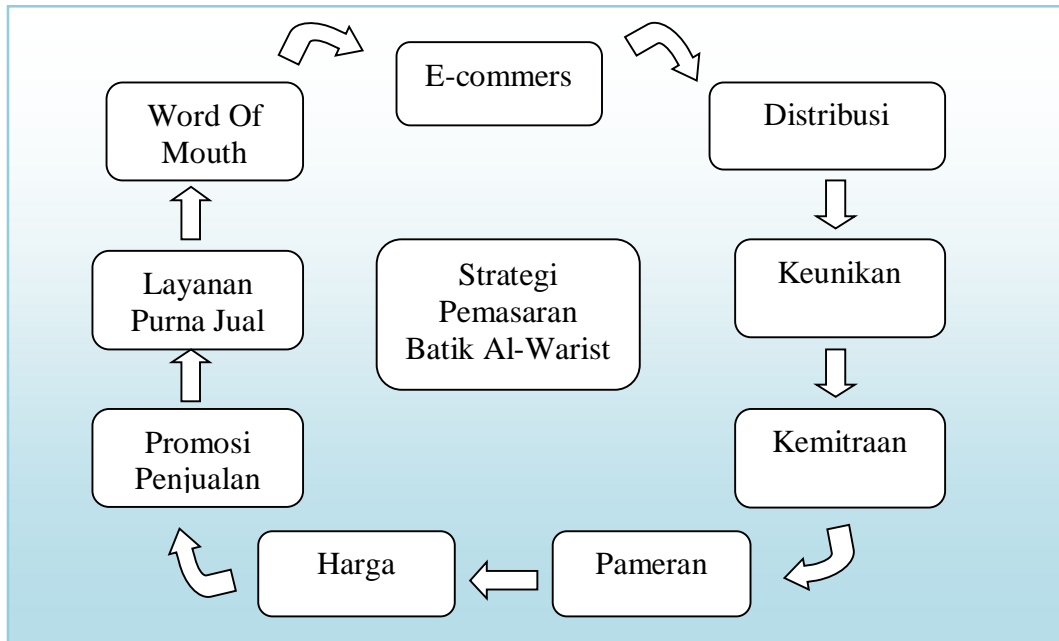 E-commers
Word Of
Mouth
Distribusi
Layanan
Purna Jual
Strategi
Pemasaran
Batik Al-Warist
Keunikan
Promosi
Penjualan
Kemitraan
Harga
Pameran